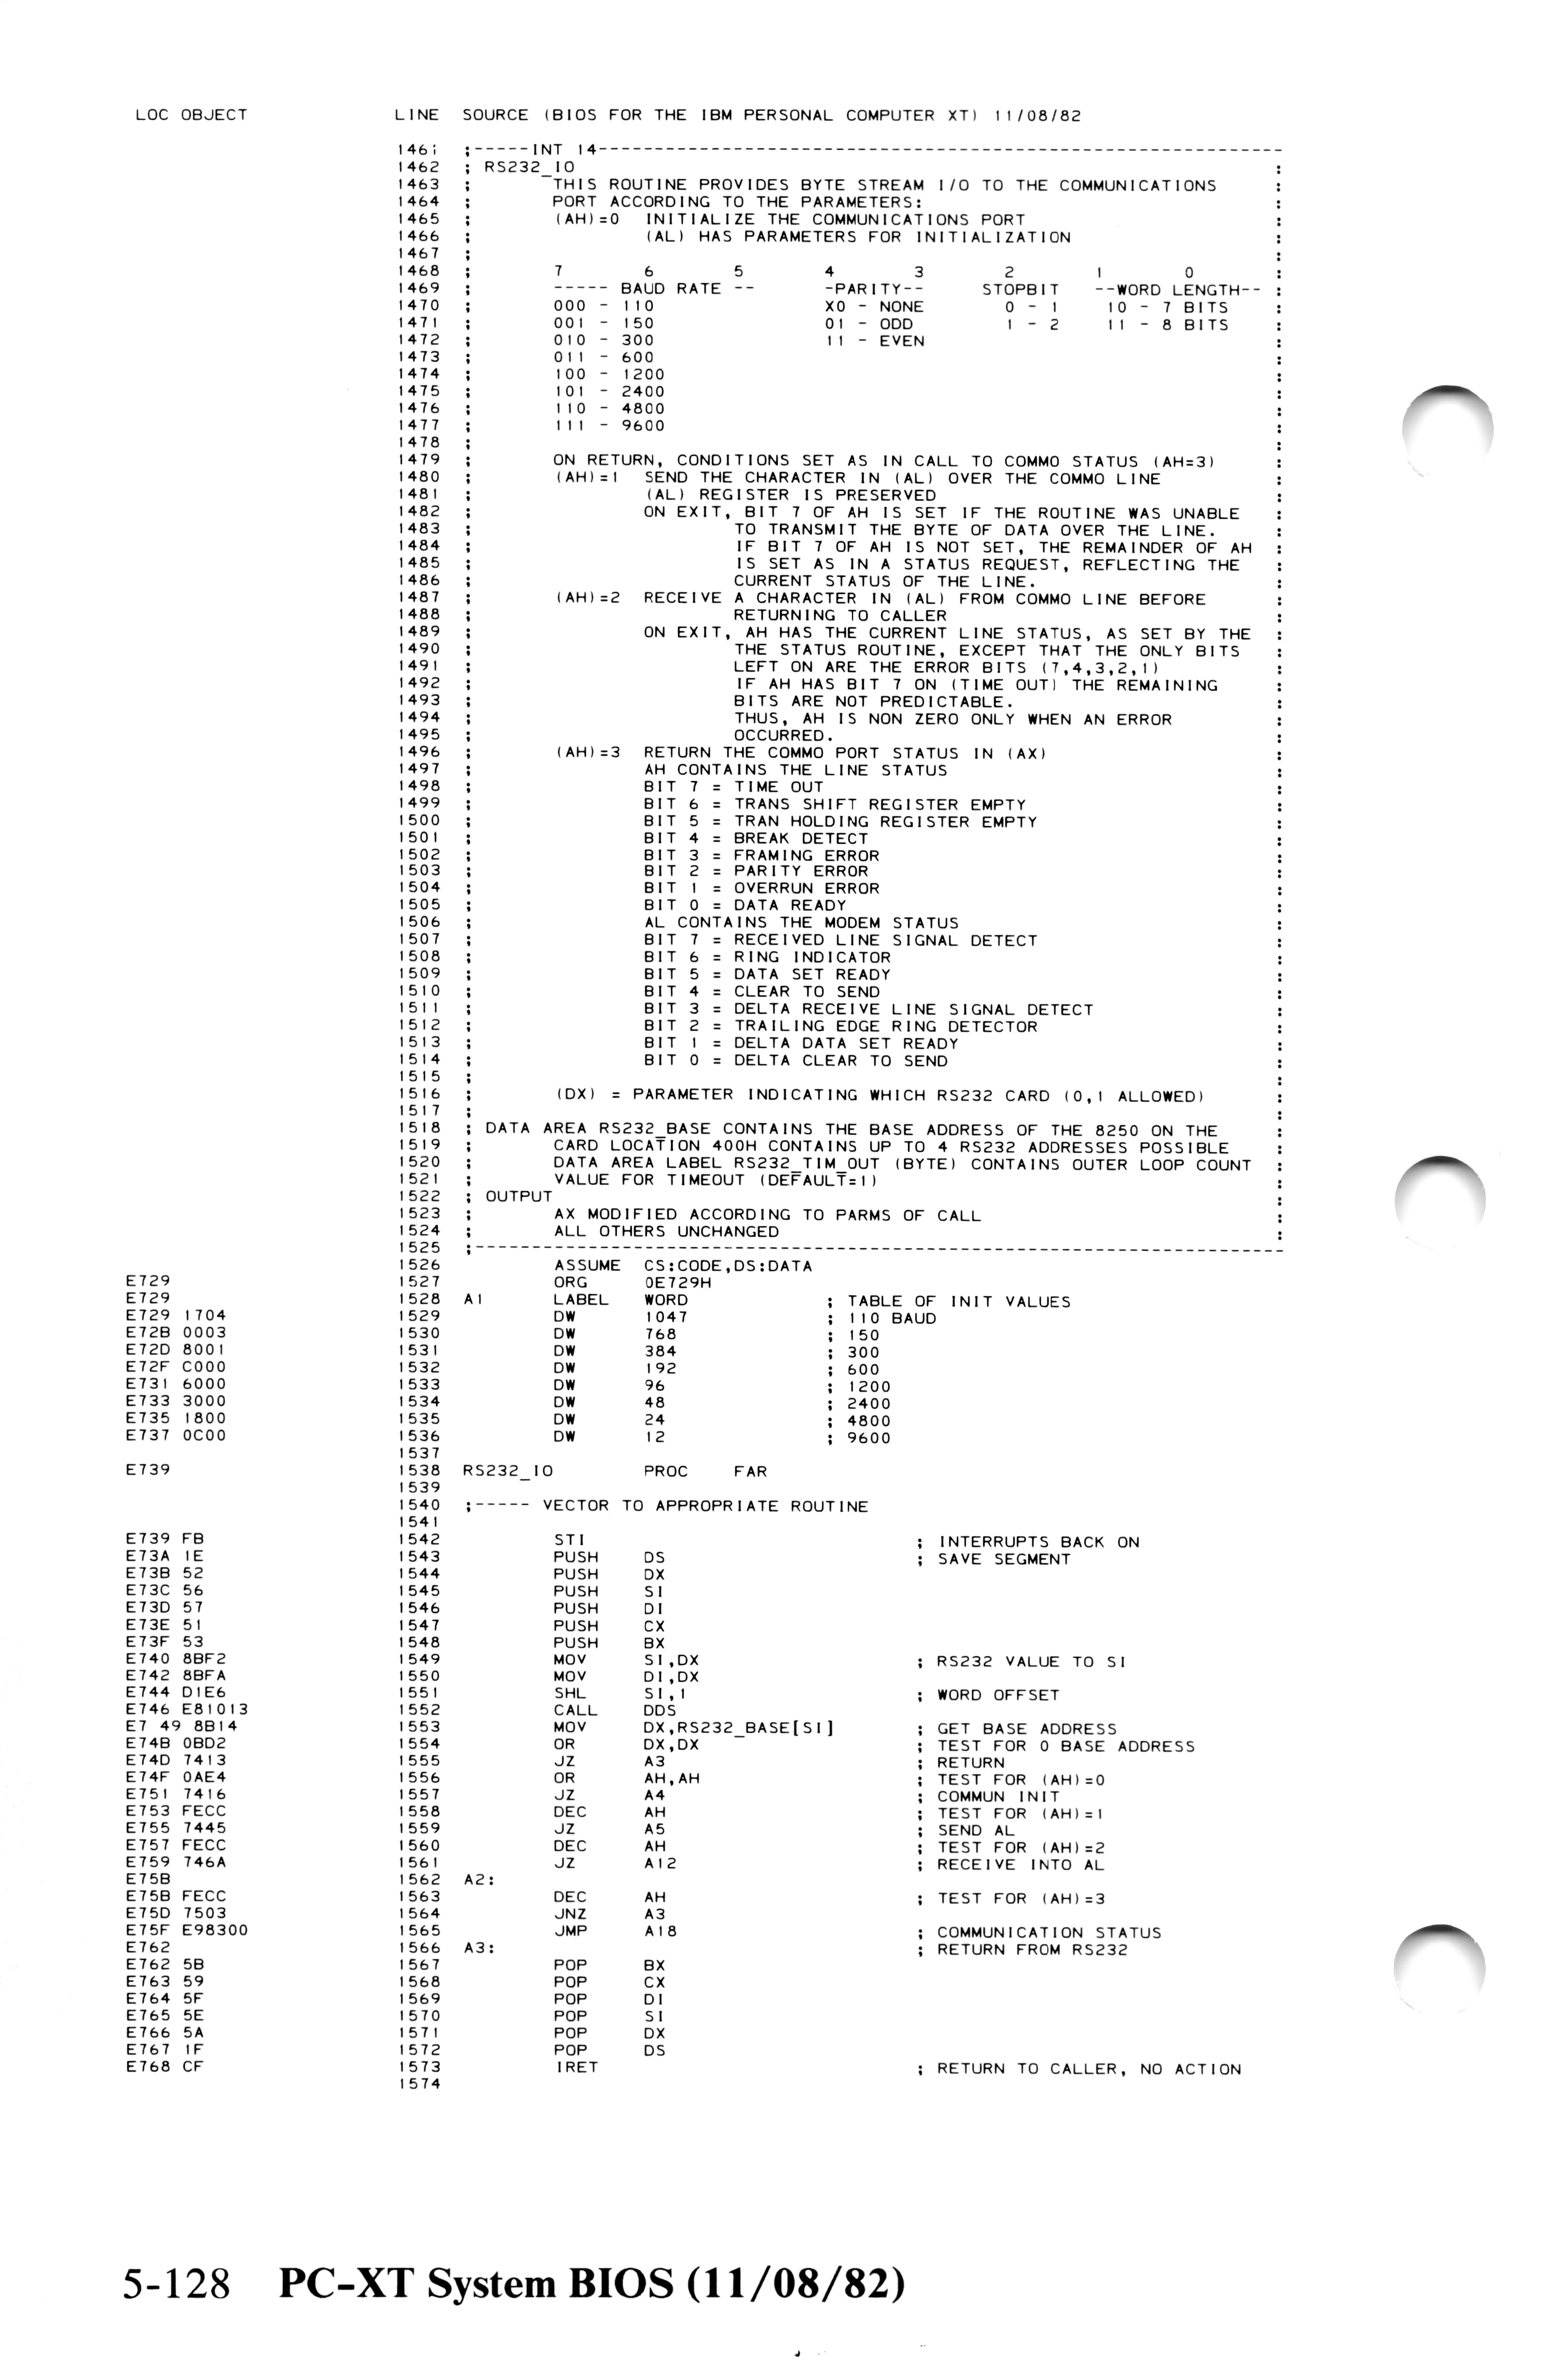 LOC OBJECT LINE SOURCE (BIOS FOR THE IBM PERSONAL COMPUTER XT) 11/08/82
1461 ;-----INT 14-------------------------------------------------------------
1462 ; RS232_IO :
1463 ; THIS ROUTINE PROVIDES BYTE STREAM I/O TO THE COMMUNICATIONS :
1464 ; PORT ACCORDING TO THE PARAMETERS: :
1465 ; (AH)=0 INITIALIZE THE COMMUNICATIONS PORT :
1466 ; (AL) HAS PARAMETERS FOR INITIALIZATION :
1467 ; :
1468 ; 7 6 5 4 3 2 1 0 :
1469 ; ----- BAUD RATE -- -PARITY-- STOPBIT --WORD LENGTH-- :
1470 ; 000 - 110 X0 - NONE 0 - 1 10 - 7 BITS :
1471 ; 001 - 150 01 - ODD 1 - 2 11 - 8 BITS :
1472 ; 010 - 300 11 - EVEN :
1473 ; 011 - 600 :
1474 ; 100 - 1200 :
1475 ; 101 - 2400 :
1476 ; 110 - 4800 :
1477 ; 111 - 9600 :
1478 ; :
1479 ; ON RETURN, CONDITIONS SET AS IN CALL TO COMMO STATUS (AH=3) :
1480 ; (AH)=1 SEND THE CHARACTER IN (AL) OVER THE COMMO LINE :
1481 ; (AL) REGISTER IS PRESERVED :
1482 ; ON EXIT, BIT 7 OF AH IS SET IF THE ROUTINE WAS UNABLE :
1483 ; TO TRANSMIT THE BYTE OF DATA OVER THE LINE. :
1484 ; IF BIT 7 OF AH IS NOT SET, THE REMAINDER OF AH :
1485 ; IS SET AS IN A STATUS REQUEST, REFLECTING THE :
1486 ; CURRENT STATUS OF THE LINE. :
1487 ; (AH)=2 RECEIVE A CHARACTER IN (AL) FROM COMMO LINE BEFORE :
1488 ; RETURNING TO CALLER :
1489 ; ON EXIT, AH HAS THE CURRENT LINE STATUS, AS SET BY THE :
1490 ; THE STATUS ROUTINE, EXCEPT THAT THE ONLY BITS :
1491 ; LEFT ON ARE THE ERROR BITS (7,4,3,2,1) :
1492 ; IF AH HAS BIT 7 ON (TIME OUT) THE REMAINING :
1493 ; BITS ARE NOT PREDICTABLE. :
1494 ; THUS, AH IS NON ZERO ONLY WHEN AN ERROR :
1495 ; OCCURRED. :
1496 ; (AH)=3 RETURN THE COMMO PORT STATUS IN (AX) :
1497 ; AH CONTAINS THE LINE STATUS :
1498 ; BIT 7 = TIME OUT :
1499 ; BIT 6 = TRANS SHIFT REGISTER EMPTY :
1500 ; BIT 5 = TRAN HOLDING REGISTER EMPTY :
1501 ; BIT 4 = BREAK DETECT :
1502 ; BIT 3 = FRAMING ERROR :
1503 ; BIT 2 = PARITY ERROR :
1504 ; BIT 1 = OVERRUN ERROR :
1505 ; BIT 0 = DATA READY :
1506 ; AL CONTAINS THE MODEM STATUS :
1507 ; BIT 7 = RECEIVED LINE SIGNAL DETECT :
1508 ; BIT 6 = RING INDICATOR :
1509 ; BIT 5 = DATA SET READY :
1510 ; BIT 4 = CLEAR TO SEND :
1511 ; BIT 3 = DELTA RECEIVE LINE SIGNAL DETECT :
1512 ; BIT 2 = TRAILING EDGE RING DETECTOR :
1513 ; BIT 1 = DELTA DATA SET READY :
1514 ; BIT 0 = DELTA CLEAR TO SEND :
1515 ; :
1516 ; (DX) = PARAMETER INDICATING WHICH RS232 CARD (0,1 ALLOWED) :
1517 ; :
1518 ; DATA AREA RS232_BASE CONTAINS THE BASE ADDRESS OF THE 8250 ON THE :
1519 ; CARD LOCATION 400H CONTAINS UP TO 4 RS232 ADDRESSES POSSIBLE :
1520 ; DATA AREA LABEL RS232_TIM_OUT (BYTE) CONTAINS OUTER LOOP COUNT :
1521 ; VALUE FOR TIMEOUT (DEFAULT=1) :
1522 ; OUTPUT :
1523 ; AX MODIFIED ACCORDING TO PARMS OF CALL :
1524 ; ALL OTHERS UNCHANGED :
1525 ;------------------------------------------------------------------------
1526 ASSUME CS:CODE,DS:DATA
E729 1527 ORG 0E729H
E729 1528 A1 LABEL WORD ; TABLE OF INIT VALUES
E729 1704 1529 DW 1047 ; 110 BAUD
E72B 0003 1530 DW 768 ; 150
E72D 8001 1531 DW 384 ; 300
E72F C000 1532 DW 192 ; 600
E731 6000 1533 DW 96 ; 1200
E733 3000 1534 DW 48 ; 2400
E735 1800 1535 DW 24 ; 4800
E737 0C00 1536 DW 12 ; 9600
1537
E739 1538 RS232_IO PROC FAR
1539
1540 ;----- VECTOR TO APPROPRIATE ROUTINE
1541
E739 FB 1542 STI ; INTERRUPTS BACK ON
E73A 1E 1543 PUSH DS ; SAVE SEGMENT
E73B 52 1544 PUSH DX
E73C 56 1545 PUSH SI
E73D 57 1546 PUSH DI
E73E 51 1547 PUSH CX
E73F 53 1548 PUSH BX
E740 8BF2 1549 MOV SI,DX ; RS232 VALUE TO SI
E742 8BFA 1550 MOV DI,DX
E744 D1E6 1551 SHL SI,1 ; WORD OFFSET
E746 E81013 1552 CALL DDS
E7 49 8B14 1553 MOV DX,RS232_BASE[SI] ; GET BASE ADDRESS
E74B 0BD2 1554 OR DX,DX ; TEST FOR 0 BASE ADDRESS
E74D 7413 1555 JZ A3 ; RETURN
E74F 0AE4 1556 OR AH,AH ; TEST FOR (AH)=0
E751 7416 1557 JZ A4 ; COMMUN INIT
E753 FECC 1558 DEC AH ; TEST FOR (AH)=1
E755 7445 1559 JZ A5 ; SEND AL
E757 FECC 1560 DEC AH ; TEST FOR (AH)=2
E759 746A 1561 JZ A12 ; RECEIVE INTO AL
E75B 1562 A2:
E75B FECC 1563 DEC AH ; TEST FOR (AH)=3
E75D 7503 1564 JNZ A3
E75F E98300 1565 JMP A18 ; COMMUNICATION STATUS
E762 1566 A3: ; RETURN FROM RS232
E762 5B 1567 POP BX
E763 59 1568 POP CX
E764 5F 1569 POP DI
E765 5E 1570 POP SI
E766 5A 1571 POP DX
E767 1F 1572 POP DS
E768 CF 1573 IRET ; RETURN TO CALLER, NO ACTION
1574
5-128 PC-XT System BIOS (11/08/82)